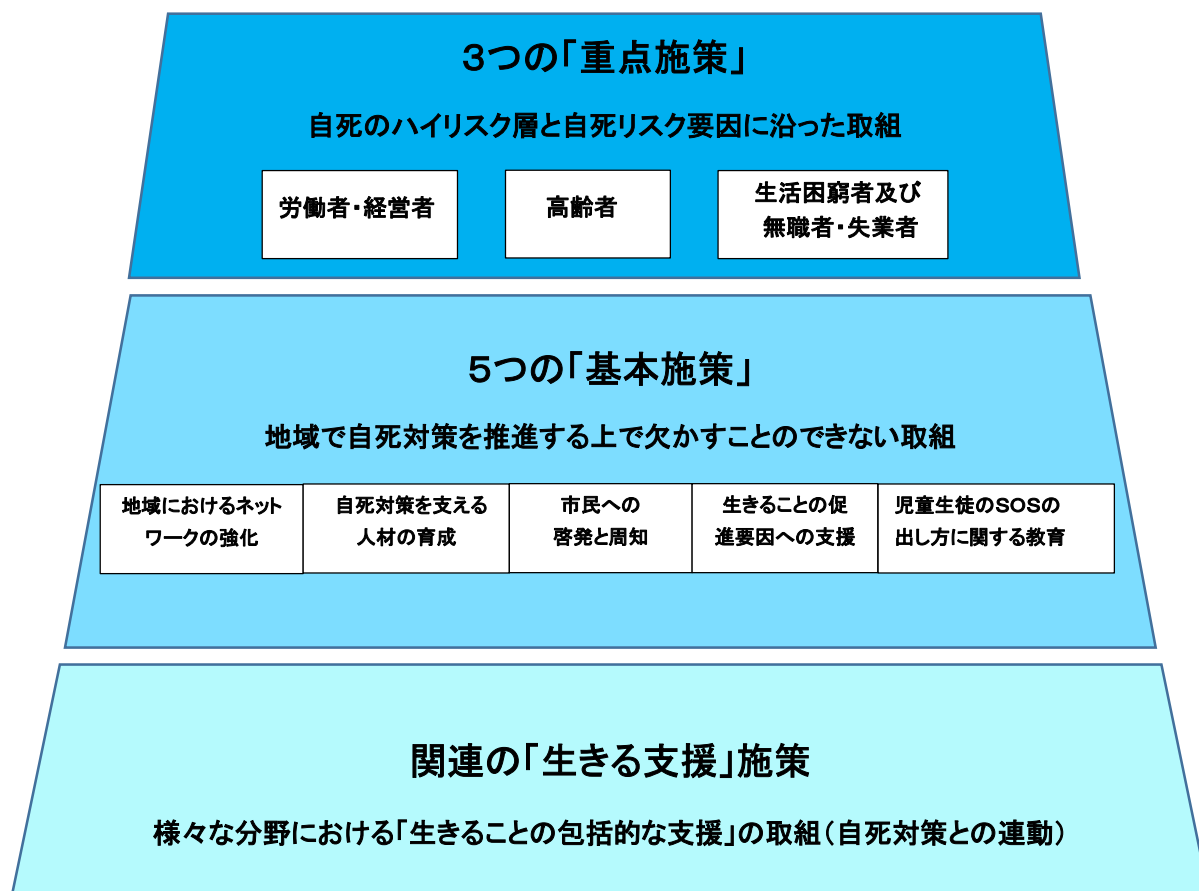 3つの「重点施策」
自死のハイリスク層と自死リスク要因に沿った取組
労働者・経営者
高齢者
生活困窮者及び
無職者・失業者
5つの「基本施策」
地域で自死対策を推進する上で欠かすことのできない取組
地域におけるネット
ワークの強化
自死対策を支える
人材の育成
市民への
啓発と周知
生きることの促
進要因への支援
児童生徒のSOSの
出し方に関する教育
関連の「生きる支援」施策
様々な分野における「生きることの包括的な支援」の取組(自死対策との連動)